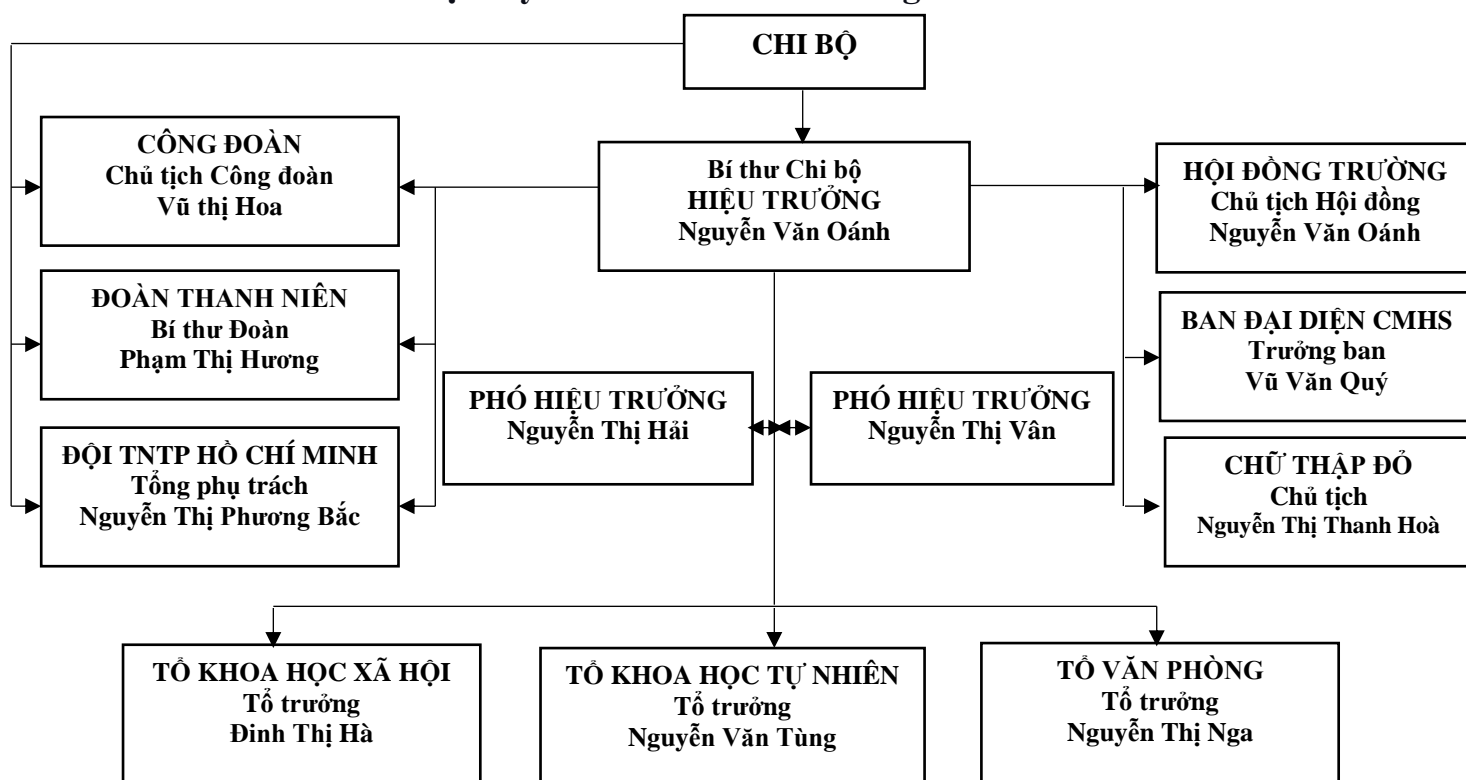 CHI BỘ
CÔNG ĐOÀN
Chủ tịch Công đoàn
Vũ thị Hoa
Bí thư Chi bộ
HIỆU TRƯỞNG
Nguyễn Văn Oánh
HỘI ĐỒNG TRƯỜNG
Chủ tịch Hội đồng
Nguyễn Văn Oánh
ĐOÀN THANH NIÊN
Bí thư Đoàn
Phạm Thị Hương
BAN ĐẠI DIỆN CMHS
Trưởng ban
Vũ Văn Quý
PHÓ HIỆU TRƯỞNG
Nguyễn Thị Hải
PHÓ HIỆU TRƯỞNG
Nguyễn Thị Vân
ĐỘI TNTP HỒ CHÍ MINH
Tổng phụ trách
Nguyễn Thị Phương Bắc
CHỮ THẬP ĐỎ
Chủ tịch
Nguyễn Thị Thanh Hoà
TỔ KHOA HỌC XÃ HỘI
Tổ trưởng
Đinh Thị Hà
TỔ KHOA HỌC TỰ NHIÊN
Tổ trưởng
Nguyễn Văn Tùng
TỔ VĂN PHÒNG
Tổ trưởng
Nguyễn Thị Nga